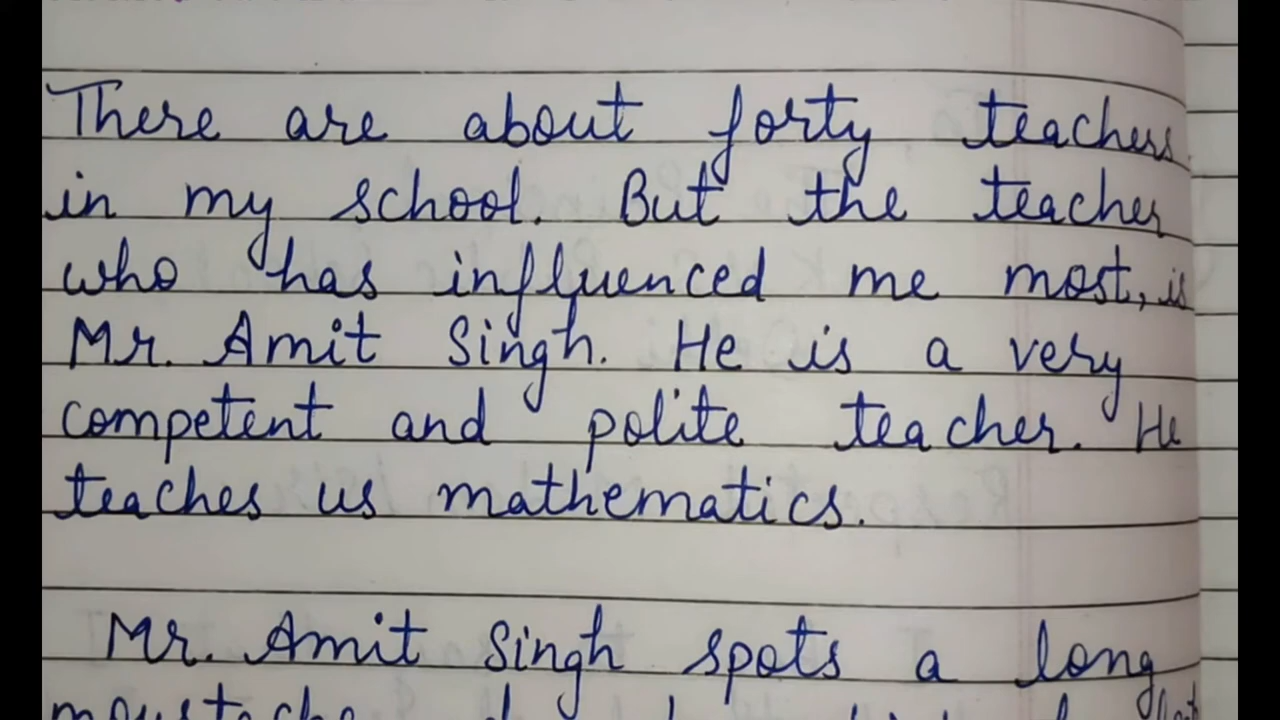 There are about forty teachers
in my school. But the teacher
who has influenced me most, is
Mr. Amit Singh. He is a very
competent and polite teacher. He
teaches us mathematics.
Mr. Amit Singh spots a long
moustache